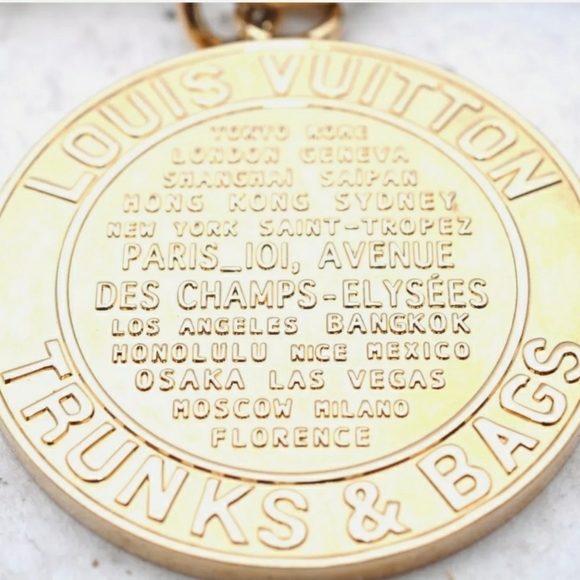 LOUIS VUITTON
TOKYO ROME
LONDON GENEVA
SHANGHAI SAIPAN
HONG KONG SYDNEY
NEW YORK SAINT-TROPEZ
PARIS_101, AVENUE
DES CHAMPS-ELYSÉES
LOS ANGELES BANGKOK
HONOLULU NICE MEXICO
OSAKA LAS VEGAS
MOSCOW MILANO
FLORENCE
TRUNKS & BAGS